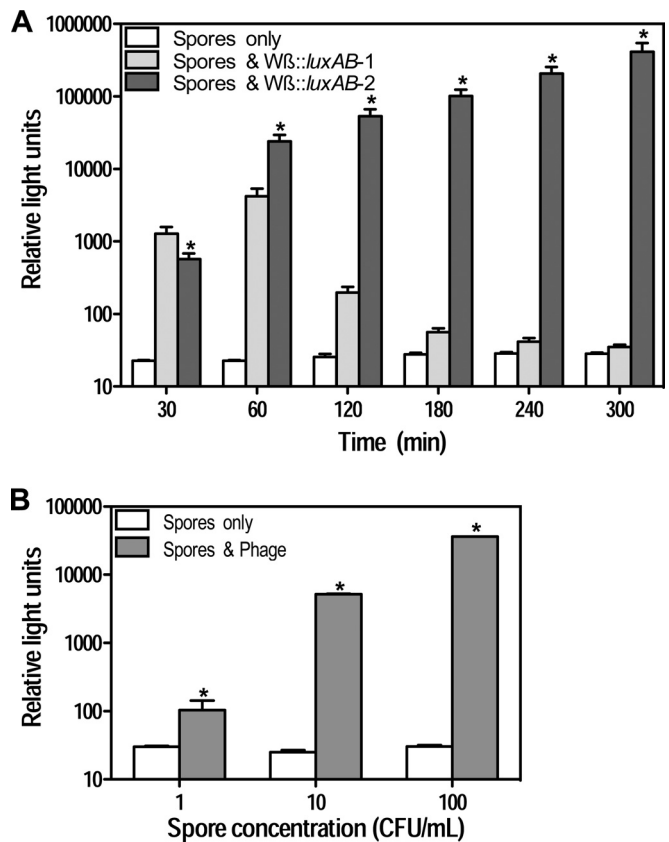 A
Relative light units
1000000
100000
10000
1000
100
10
Spores only
Spores & Wß::luxAB-1
Spores & Wß::luxAB-2
* * * * * *
30 60 120 180 240 300
Time (min)
B
Relative light units
100000
10000
1000
100
10
Spores only
Spores & Phage
* * *
1 10 100
Spore concentration (CFU/mL)